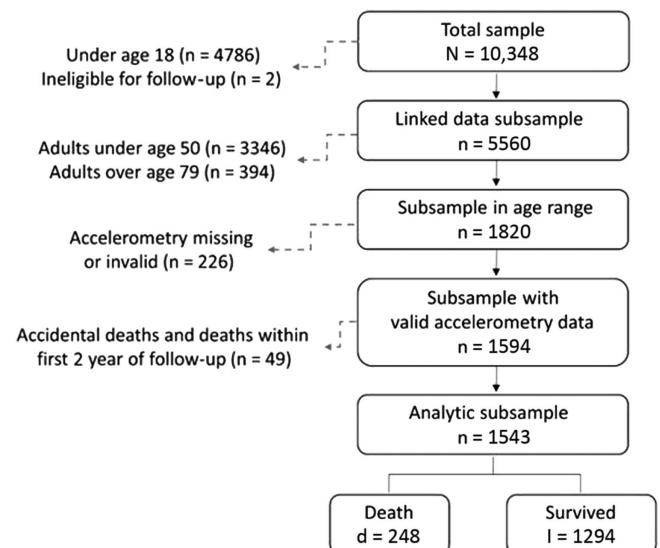 Total sample
N = 10,348
Under age 18 (n = 4786)
Ineligible for follow-up (n = 2)
Linked data subsample
n = 5560
Adults under age 50 (n = 3346)
Adults over age 79 (n = 394)
Subsample in age range
n = 1820
Accelerometry missing
or invalid (n = 226)
Subsample with
valid accelerometry data
n = 1594
Accidental deaths and deaths within
first 2 year of follow-up (n = 49)
Analytic subsample
n = 1543
Death
d = 248
Survived
l = 1294